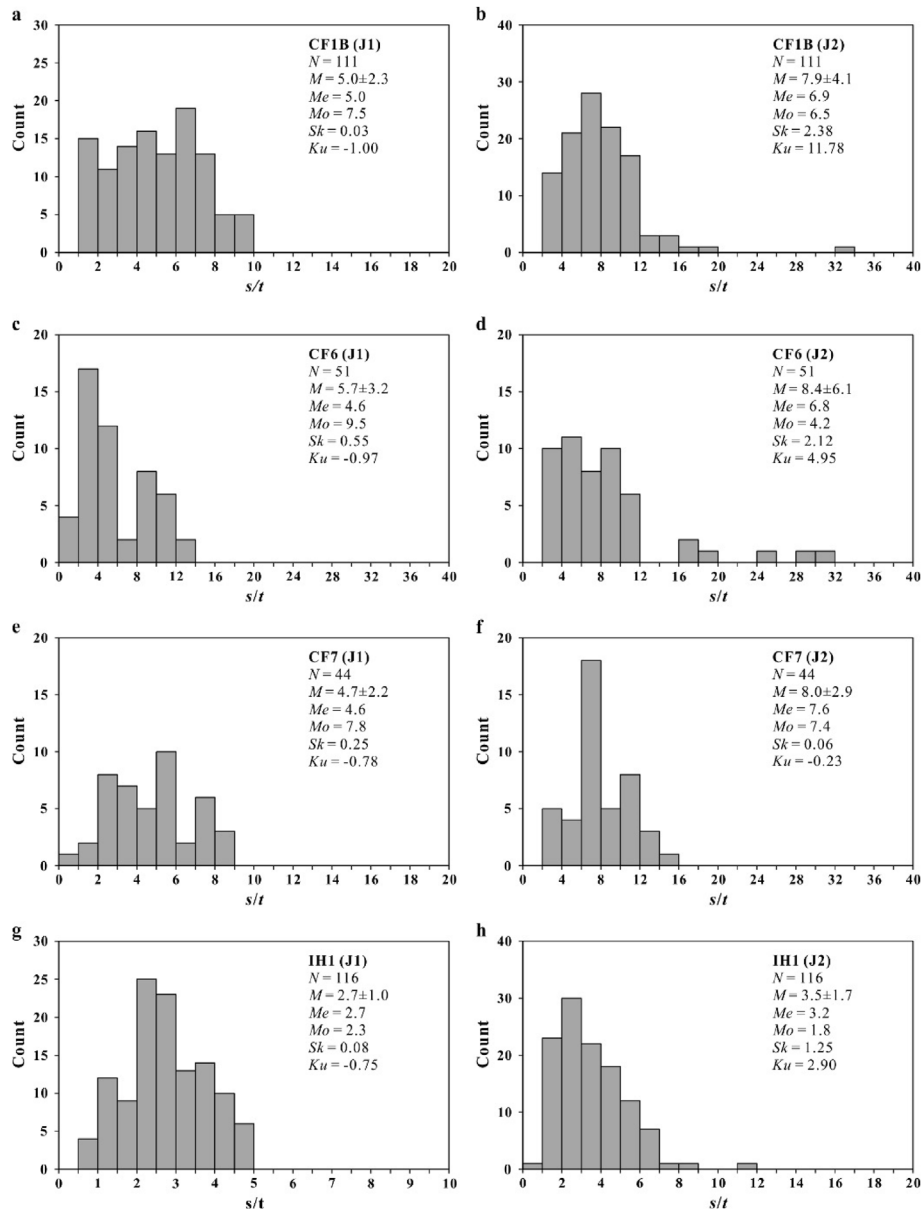 a
CF1B (J1)
N = 111
M = 5.0±2.3
Me = 5.0
Mo = 7.5
Sk = 0.03
Ku = -1.00
Count
30
25
20
15
10
5
0
0 2 4 6 8 10 12 14 16 18 20
s/t
b
CF1B (J2)
N = 111
M = 7.9±4.1
Me = 6.9
Mo = 6.5
Sk = 2.38
Ku = 11.78
Count
40
30
20
10
0
0 4 8 12 16 20 24 28 32 36 40
s/t
c
CF6 (J1)
N = 51
M = 5.7±3.2
Me = 4.6
Mo = 9.5
Sk = 0.55
Ku = -0.97
Count
20
15
10
5
0
0 4 8 12 16 20 24 28 32 36 40
s/t
d
CF6 (J2)
N = 51
M = 8.4±6.1
Me = 6.8
Mo = 4.2
Sk = 2.12
Ku = 4.95
Count
20
15
10
5
0
0 4 8 12 16 20 24 28 32 36 40
s/t
e
CF7 (J1)
N = 44
M = 4.7±2.2
Me = 4.6
Mo = 7.8
Sk = 0.25
Ku = -0.78
Count
20
15
10
5
0
0 2 4 6 8 10 12 14 16 18 20
s/t
f
CF7 (J2)
N = 44
M = 8.0±2.9
Me = 7.6
Mo = 7.4
Sk = 0.06
Ku = -0.23
Count
20
15
10
5
0
0 4 8 12 16 20 24 28 32 36 40
s/t
g
IH1 (J1)
N = 116
M = 2.7±1.0
Me = 2.7
Mo = 2.3
Sk = 0.08
Ku = -0.75
Count
30
25
20
15
10
5
0
0 1 2 3 4 5 6 7 8 9 10
s/t
h
IH1 (J2)
N = 116
M = 3.5±1.7
Me = 3.2
Mo = 1.8
Sk = 1.25
Ku = 2.90
Count
40
30
20
10
0
0 2 4 6 8 10 12 14 16 18 20
s/t